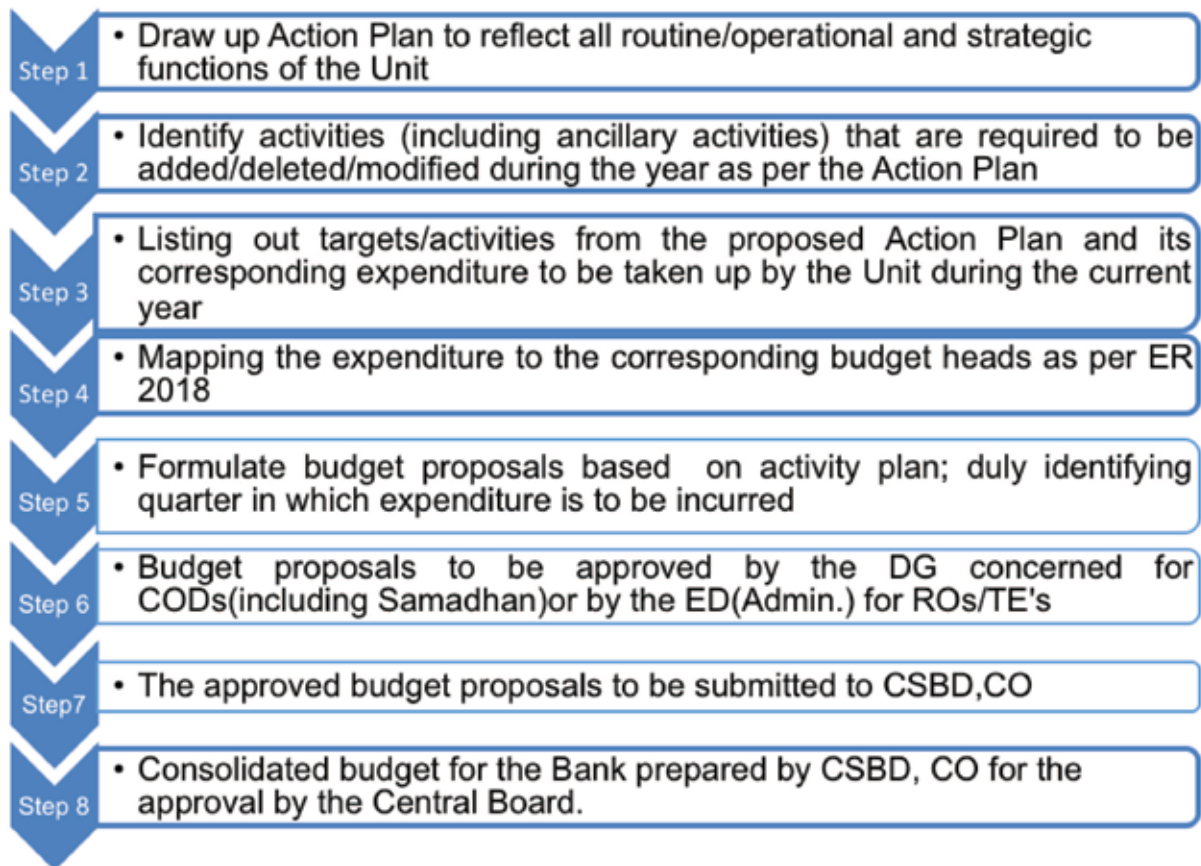 Step 1
• Draw up Action Plan to reflect all routine/operational and strategic
functions of the Unit
Step 2
• Identify activities (including ancillary activities) that are required to be
added/deleted/modified during the year as per the Action Plan
Step 3
• Listing out targets/activities from the proposed Action Plan and its
corresponding expenditure to be taken up by the Unit during the current
year
Step 4
• Mapping the expenditure to the corresponding budget heads as per ER
2018
Step 5
• Formulate budget proposals based on activity plan; duly identifying
quarter in which expenditure is to be incurred
Step 6
• Budget proposals to be approved by the DG concerned for
CODs(including Samadhan)or by the ED(Admin.) for ROs/TE's
Step7
• The approved budget proposals to be submitted to CSBD,CO
Step 8
• Consolidated budget for the Bank prepared by CSBD, CO for the
approval by the Central Board.